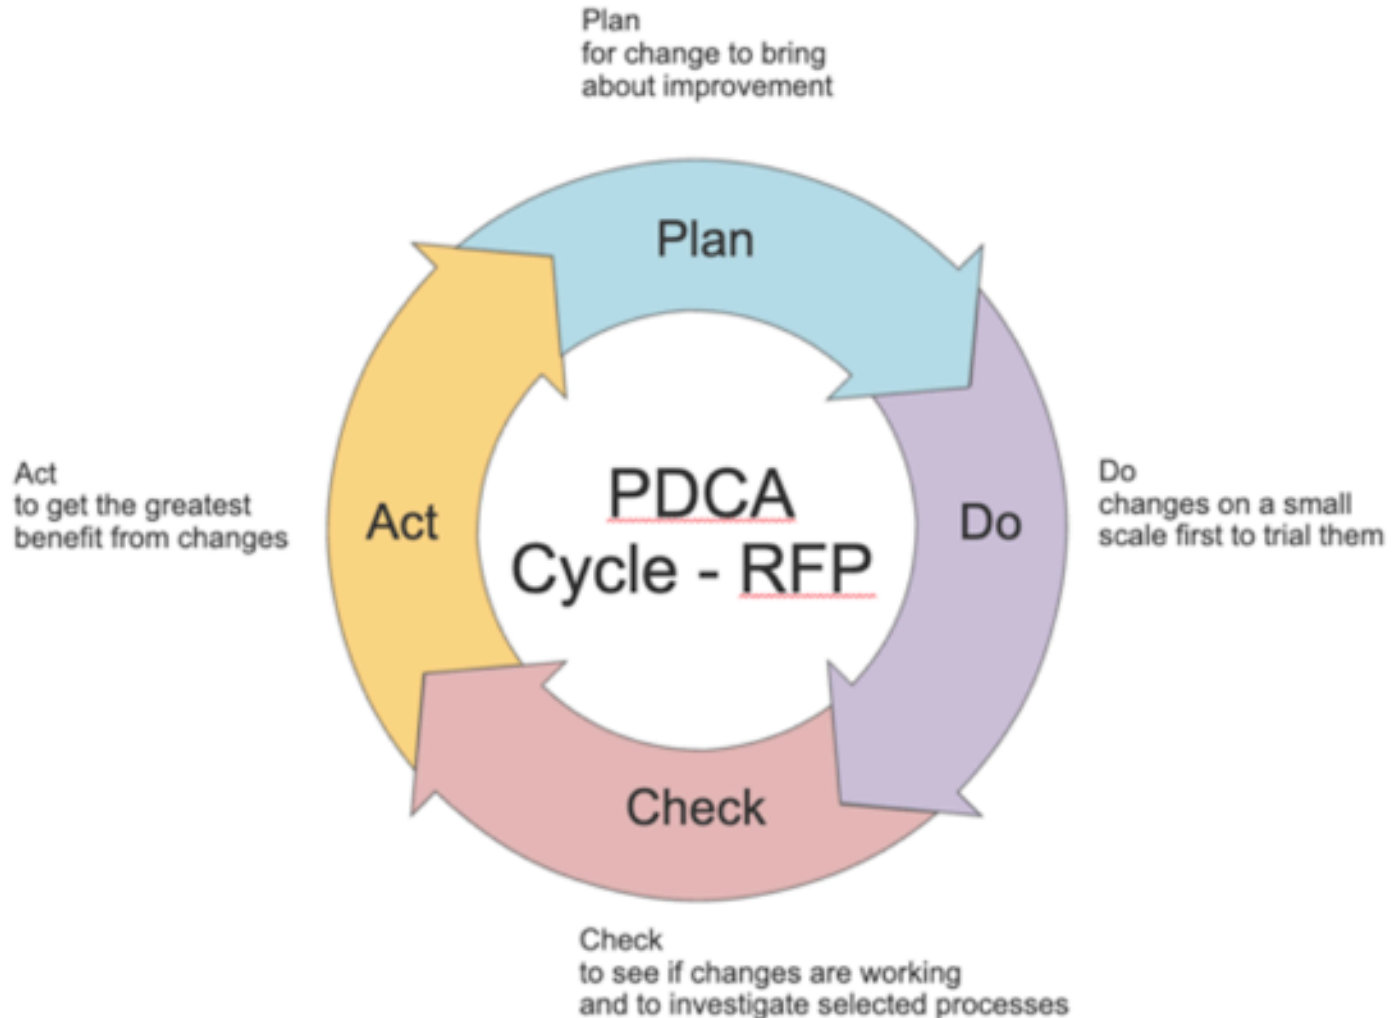 Plan
for change to bring
about improvement
Plan
Act
to get the greatest
benefit from changes
Act
PDCA
Cycle - RFP
Do
Do
changes on a small
scale first to trial them
Check
Check
to see if changes are working
and to investigate selected processes